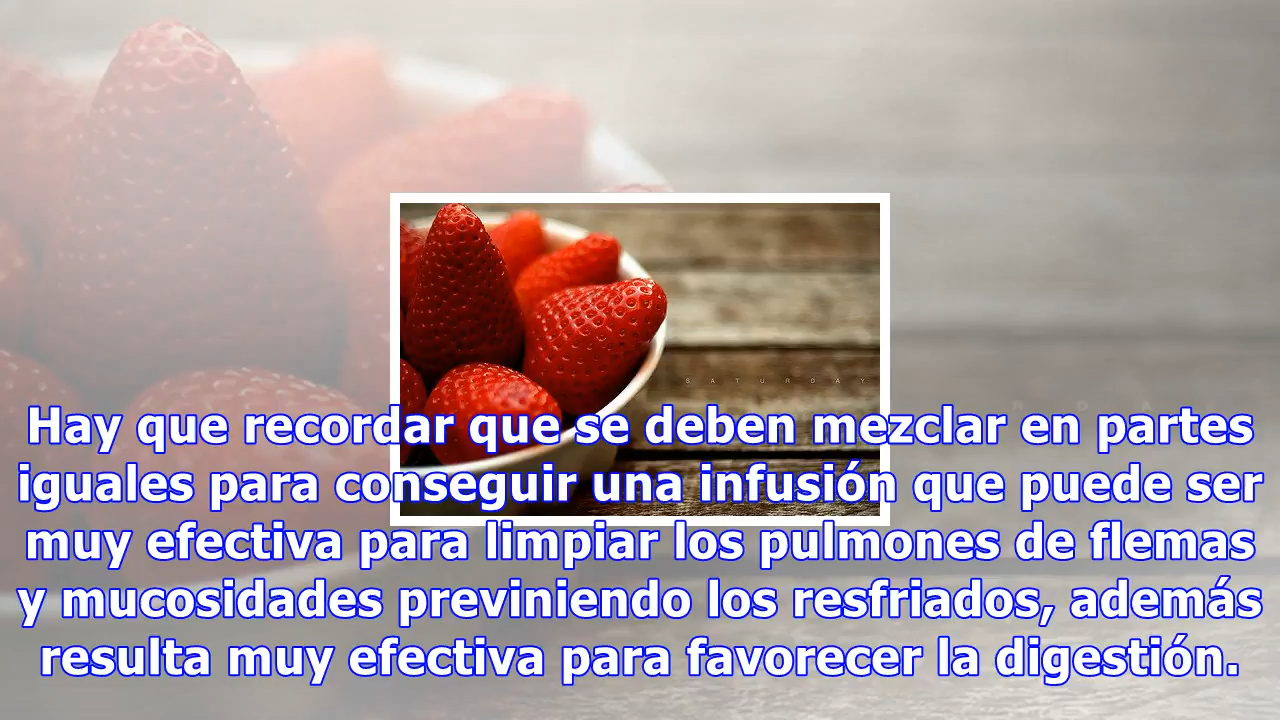 SATURDAY
Hay que recordar que se deben mezclar en partes
iguales para conseguir una infusión que puede ser
muy efectiva para limpiar los pulmones de flemas
y mucosidades previniendo los resfriados, además
resulta muy efectiva para favorecer la digestión.